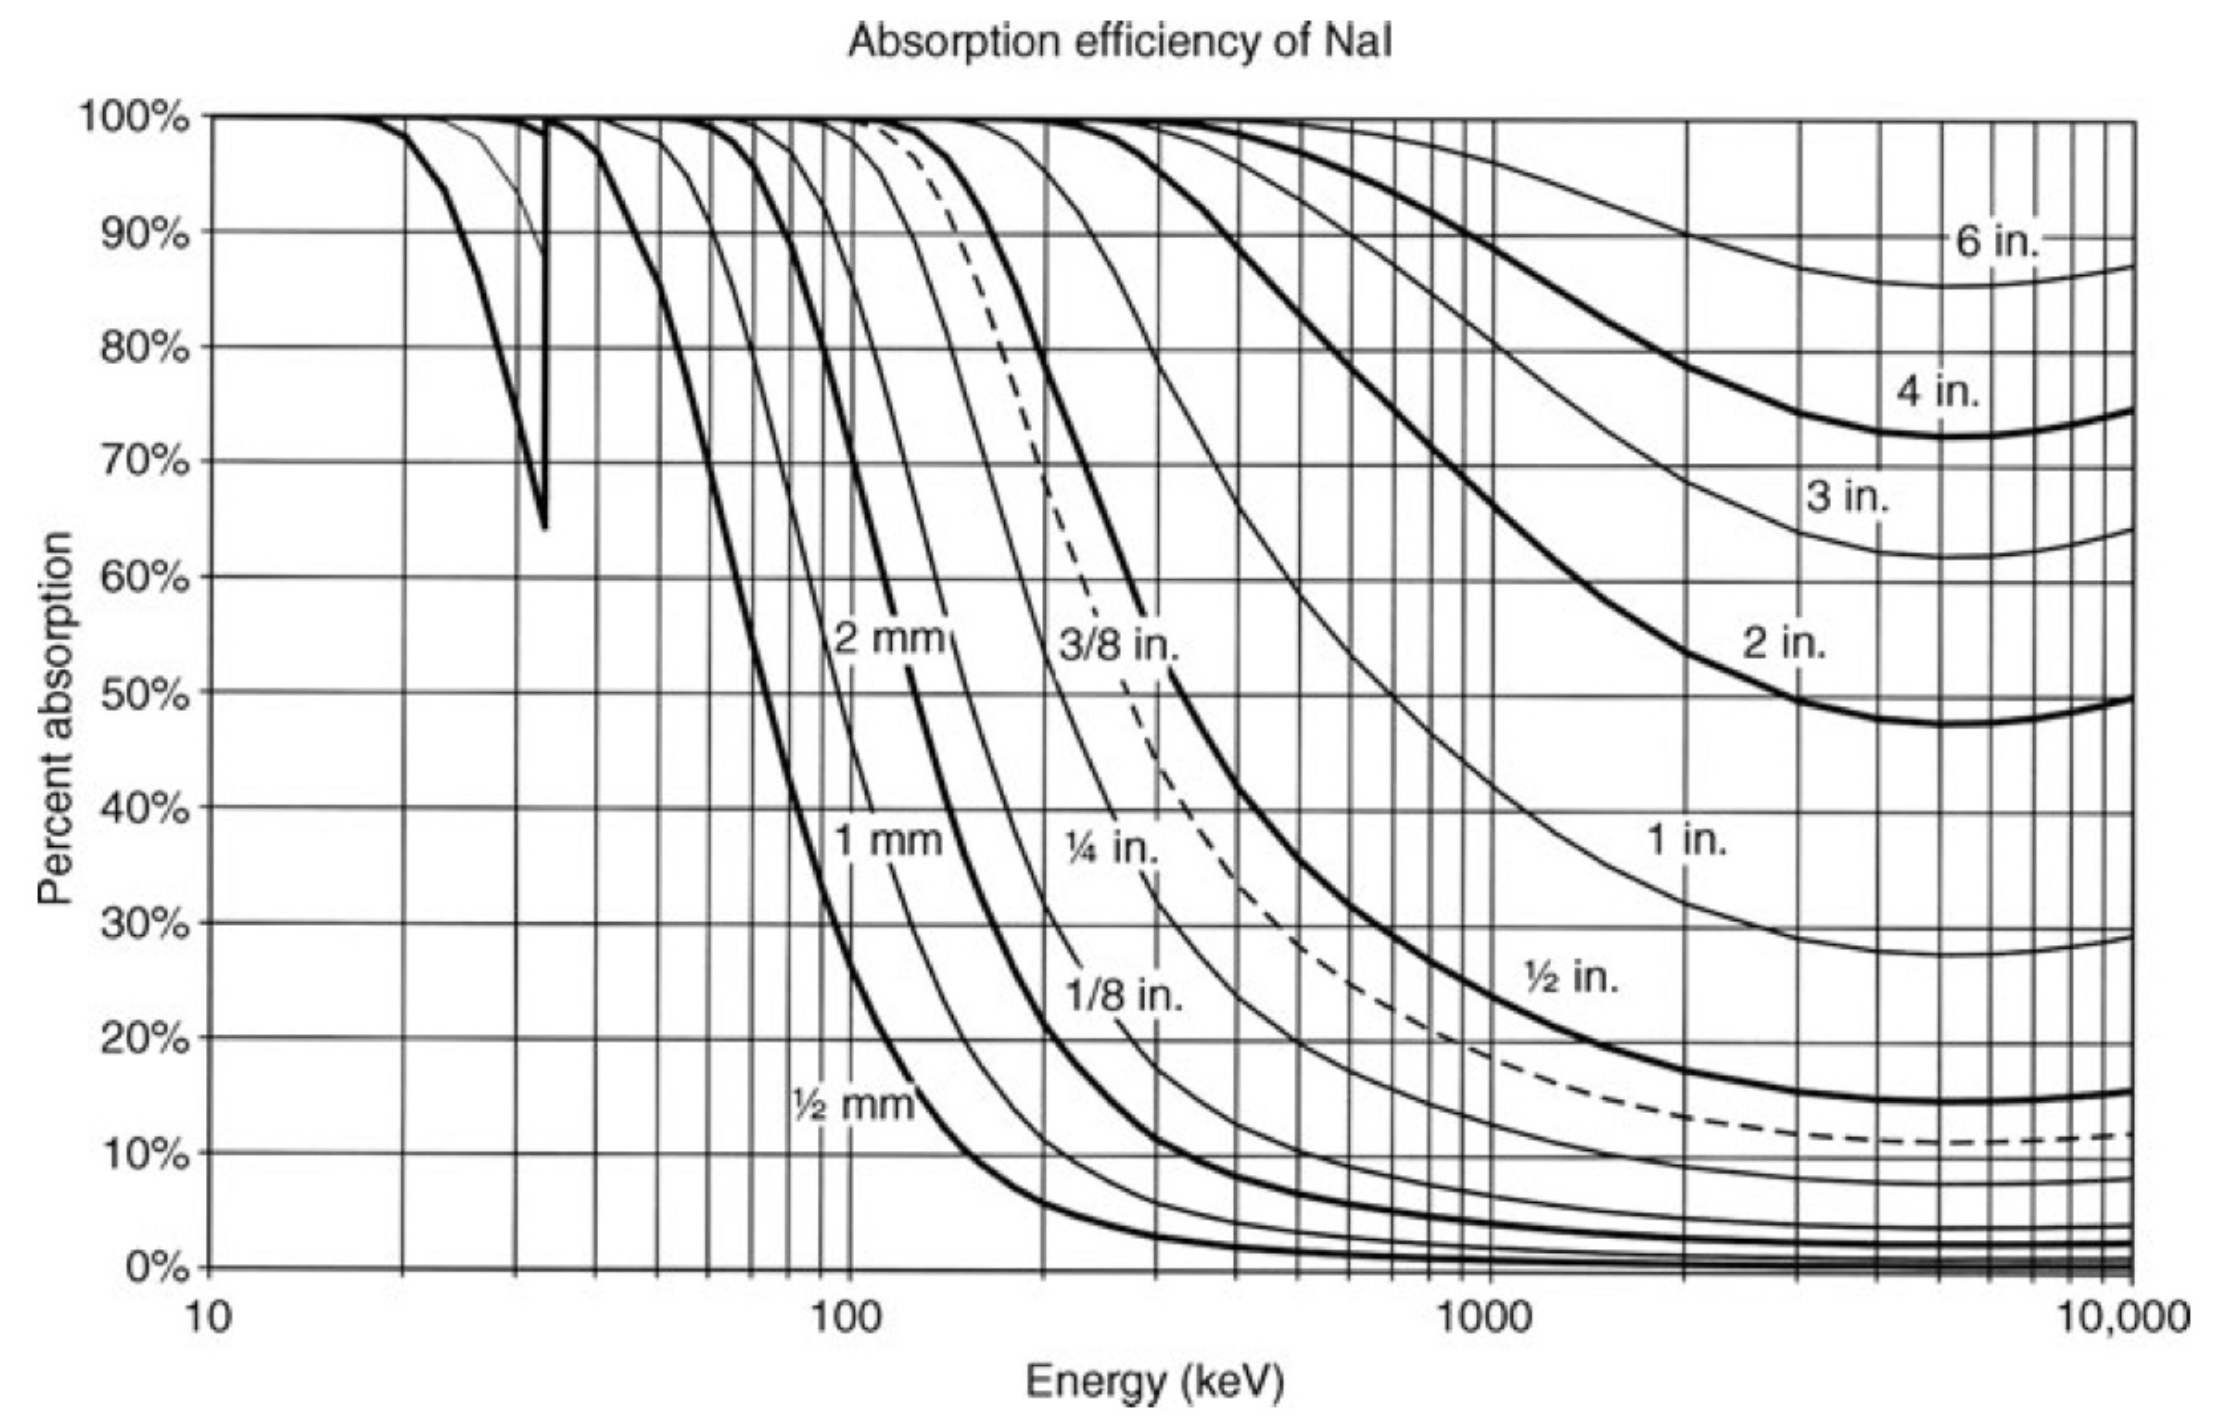 Absorption efficiency of NaI
100%
90%
80%
70%
60%
50%
40%
30%
20%
10%
0%
Percent absorption
6 in.
4 in.
3 in.
2 in.
2 mm
3/8 in.
1 mm
¼ in.
1 in.
½ in.
1/8 in.
½ mm
10
100
1000
10,000
Energy (keV)